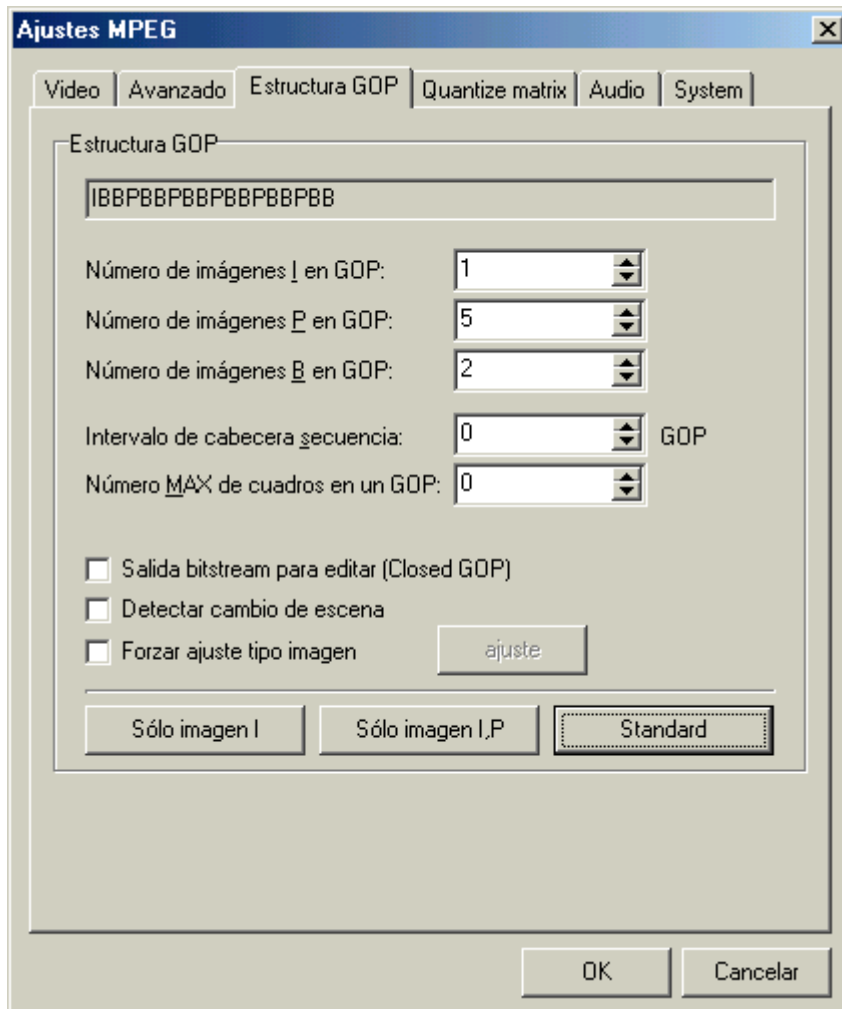 Ajustes MPEG
Video Avanzado Estructura GOP Quantize matrix Audio System
Estructura GOP
IBBPBBPBBPBBPBBPBB
Número de imágenes I en GOP: 1
Número de imágenes P en GOP: 5
Número de imágenes B en GOP: 2
Intervalo de cabecera secuencia: 0 GOP
Número MAX de cuadros en un GOP: 0
Salida bitstream para editar (Closed GOP)
Detectar cambio de escena
Forzar ajuste tipo imagen ajuste
Sólo imagen I Sólo imagen I,P Standard
OK Cancelar